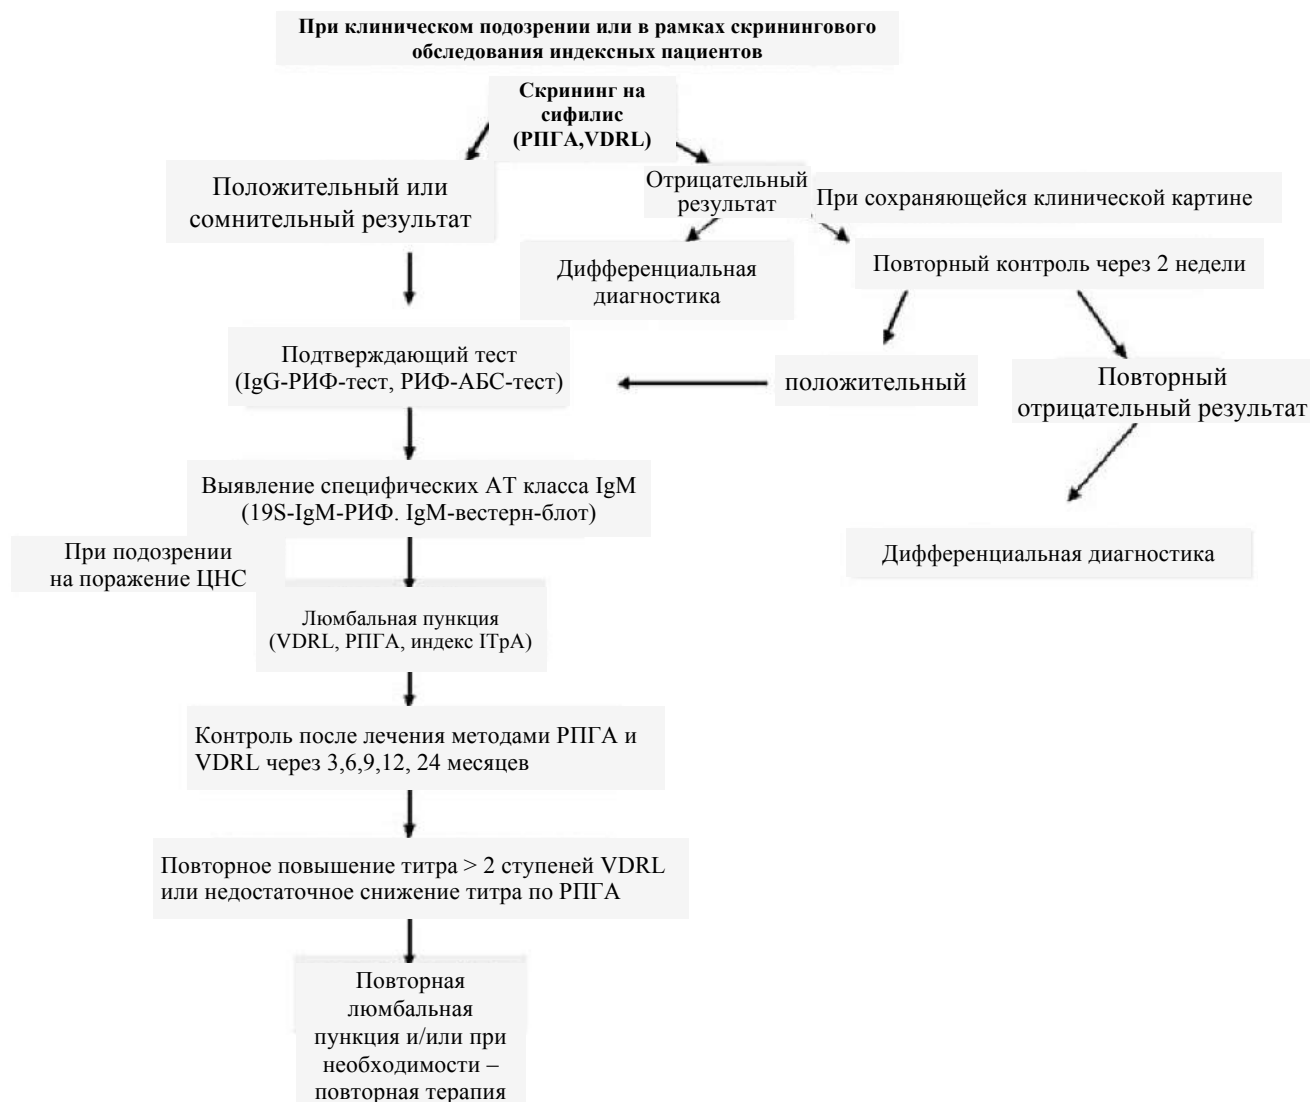 При клиническом подозрении или в рамках скринингового
обследования индексных пациентов
Скрининг на
сифилис
(РПГА,VDRL)
Положительный или
сомнительный результат
Отрицательный
результат
При сохраняющейся клинической картине
Дифференциальная
диагностика
Повторный контроль через 2 недели
Подтверждающий тест
(IgG-РИФ-тест, РИФ-АБС-тест)
положительный
Повторный
отрицательный результат
Выявление специфических АТ класса IgM
(19S-IgM-РИФ. IgM-вестерн-блот)
При подозрении
на поражение ЦНС
Дифференциальная диагностика
Люмбальная пункция
(VDRL, РПГА, индекс ITpA)
Контроль после лечения методами РПГА и
VDRL через 3,6,9,12, 24 месяцев
Повторное повышение титра > 2 ступеней VDRL
или недостаточное снижение титра по РПГА
Повторная
люмбальная
пункция и/или при
необходимости –
повторная терапия